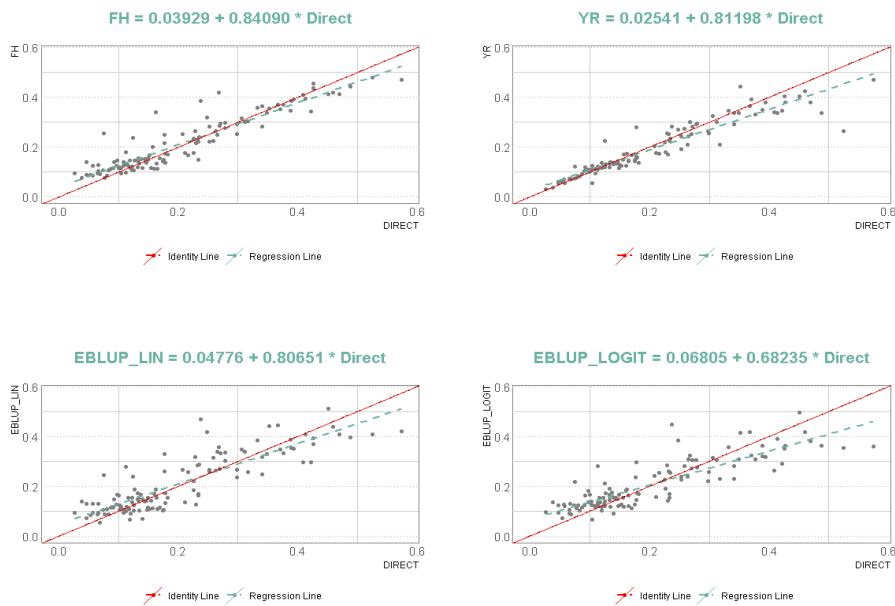 FH = 0.03929 + 0.84090 * Direct
FH
0.6
0.4
0.2
0.0
0.0 0.2 0.4 0.6
DIRECT
Identity Line Regression Line
YR = 0.02541 + 0.81198 * Direct
YR
0.6
0.4
0.2
0.0
0.0 0.2 0.4 0.6
DIRECT
Identity Line Regression Line
EBLUP_LIN = 0.04776 + 0.80651 * Direct
EBLUP_LIN
0.6
0.4
0.2
0.0
0.0 0.2 0.4 0.6
DIRECT
Identity Line Regression Line
EBLUP_LOGIT = 0.06805 + 0.68235 * Direct
EBLUP_LOGIT
0.6
0.4
0.2
0.0
0.0 0.2 0.4 0.6
DIRECT
Identity Line Regression Line